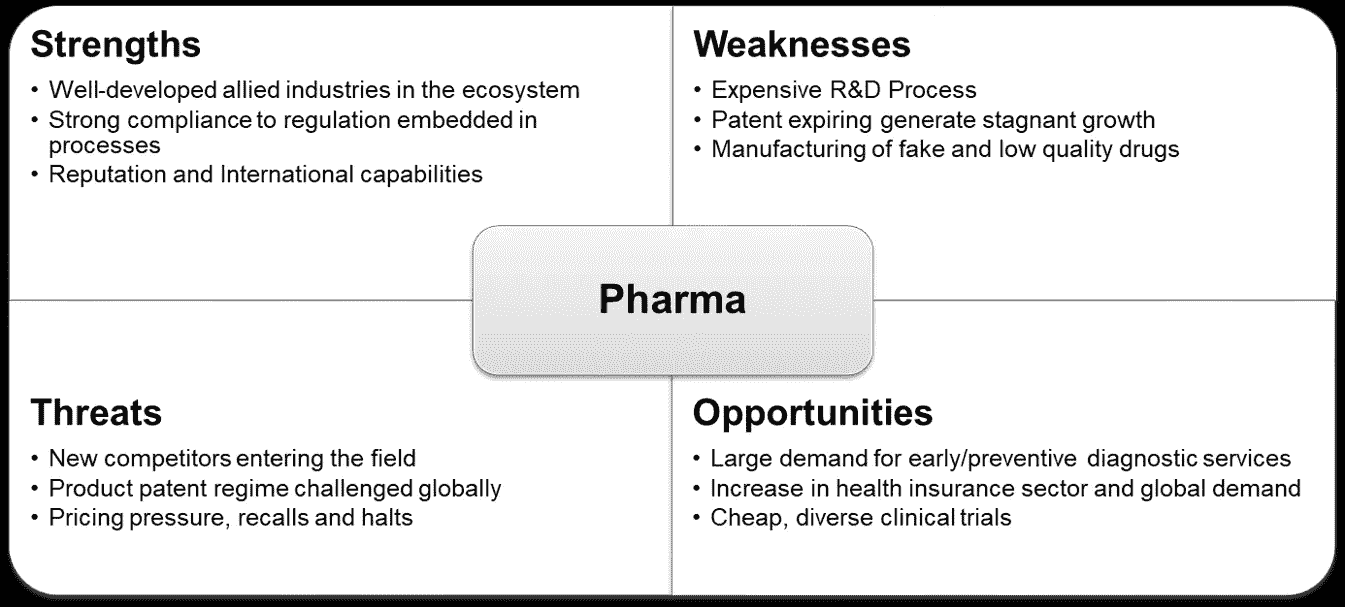 Strengths
• Well-developed allied industries in the ecosystem
• Strong compliance to regulation embedded in
processes
• Reputation and International capabilities
Weaknesses
• Expensive R&D Process
• Patent expiring generate stagnant growth
• Manufacturing of fake and low quality drugs
Pharma
Threats
• New competitors entering the field
• Product patent regime challenged globally
• Pricing pressure, recalls and halts
Opportunities
• Large demand for early/preventive diagnostic services
• Increase in health insurance sector and global demand
• Cheap, diverse clinical trials